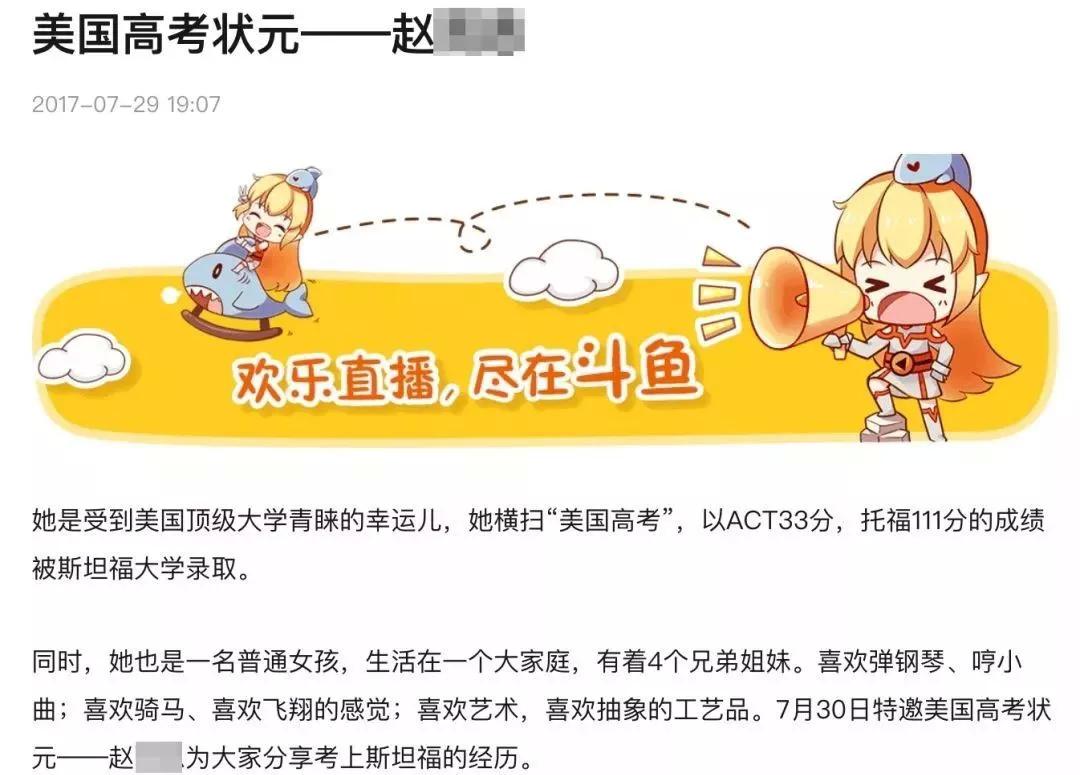 美国高考状元——赵
2017-07-29 19:07
欢乐直播，尽在斗鱼
她是受到美国顶级大学青睐的幸运儿，她横扫“美国高考”，以ACT33分，托福111分的成绩
被斯坦福大学录取。
同时，她也是一名普通女孩，生活在一个大家庭，有着4个兄弟姐妹。喜欢弹钢琴、哼小
曲；喜欢骑马、喜欢飞翔的感觉；喜欢艺术，喜欢抽象的工艺品。7月30日特邀美国高考状
元——赵 为大家分享考上斯坦福的经历。